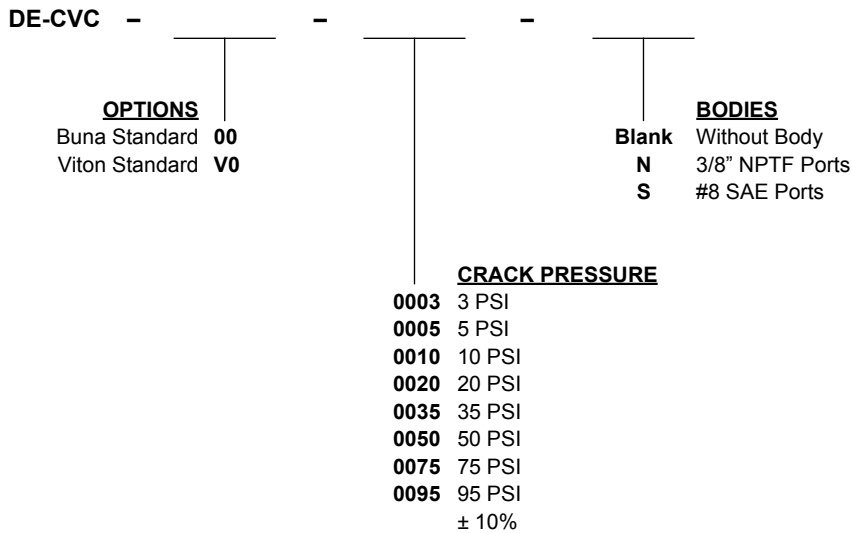 DE-CVC – – –
OPTIONS
Buna Standard 00
Viton Standard V0
BODIES
Blank Without Body
N 3/8” NPTF Ports
S #8 SAE Ports
CRACK PRESSURE
0003 3 PSI
0005 5 PSI
0010 10 PSI
0020 20 PSI
0035 35 PSI
0050 50 PSI
0075 75 PSI
0095 95 PSI
± 10%